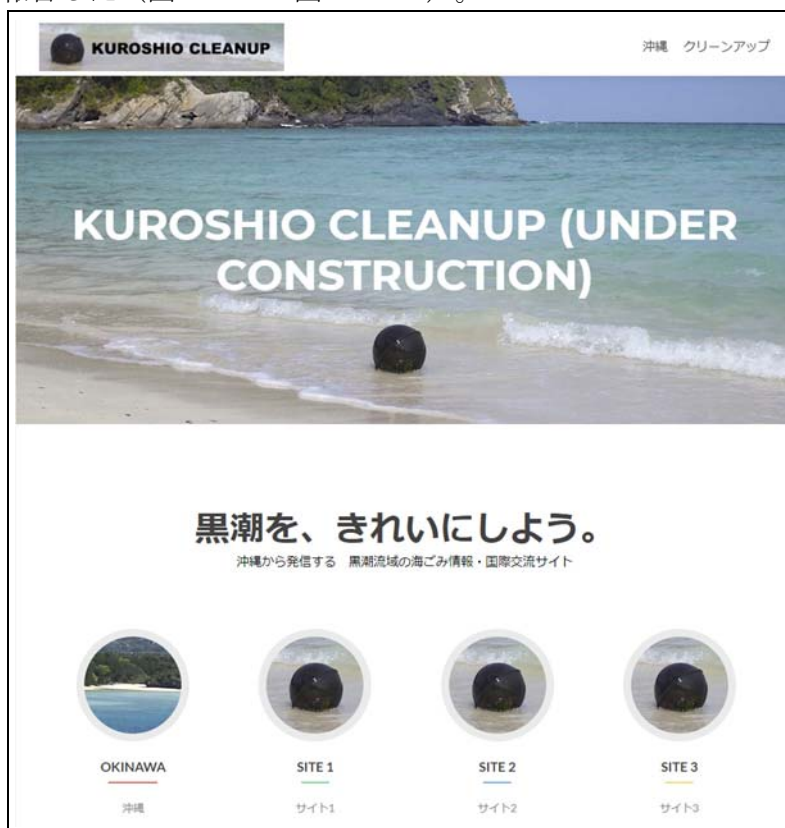 KUROSHIO CLEANUP
沖縄 クリーンアップ
KUROSHIO CLEANUP (UNDER
CONSTRUCTION)
黒潮を、きれいにしよう。
沖縄から発信する 黒潮流域の海ごみ情報・国際交流サイト
OKINAWA
SITE 1
SITE 2
SITE 3
沖縄
サイト1
サイト2
サイト3